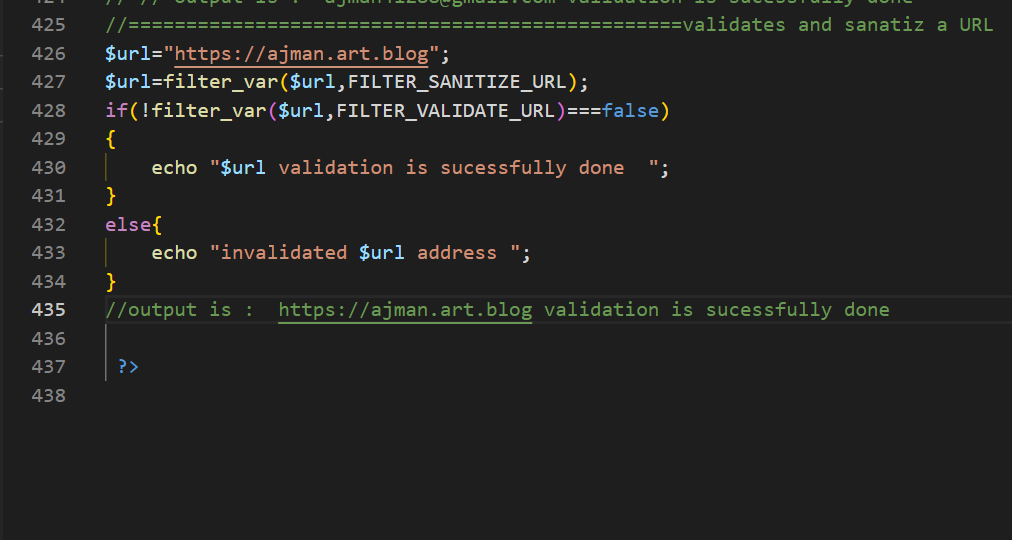 424 // // output is : ajman41286@gmail.com validation is sucessfully done
425 //================================================validates and sanatiz a URL
426 $url="https://ajman.art.blog";
427 $url=filter_var($url,FILTER_SANITIZE_URL);
428 if(!filter_var($url,FILTER_VALIDATE_URL)===false)
429 {
430 echo "$url validation is sucessfully done  ";
431 }
432 else{
433 echo "invalidated $url address ";
434 }
435 //output is :  https://ajman.art.blog validation is sucessfully done
436
437 ?>
438